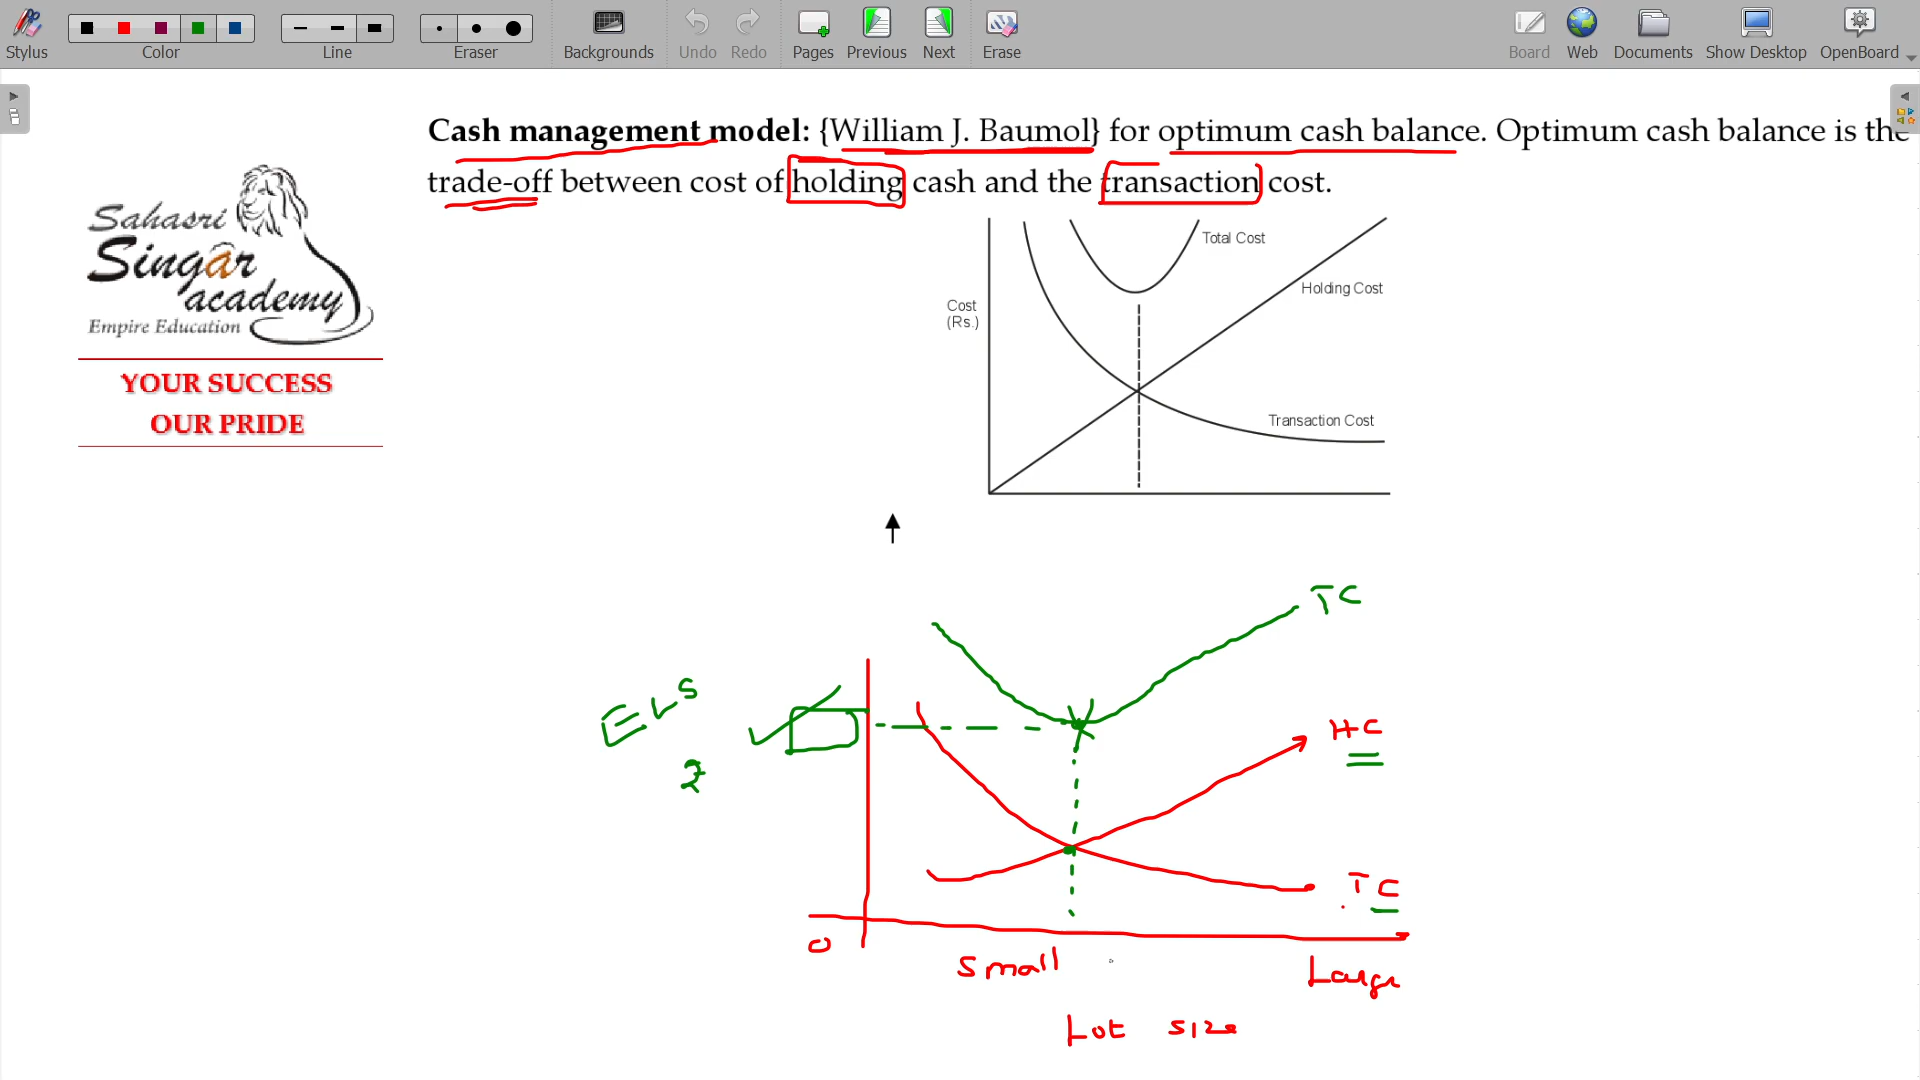 Stylus
Color
Line
Eraser
Backgrounds
Undo
Redo
Pages
Previous
Next
Erase
Board
Web
Documents
Show Desktop
OpenBoard
Cash management model: {William J. Baumol} for optimum cash balance. Optimum cash balance is the
trade-off between cost of holding cash and the transaction cost.
Sahasri
Singar
academy
Empire Education
YOUR SUCCESS
OUR PRIDE
Total Cost
Holding Cost
Cost
(Rs.)
Transaction Cost
TC
ELS
2
HC
TC
0
Small
Large
Lot size